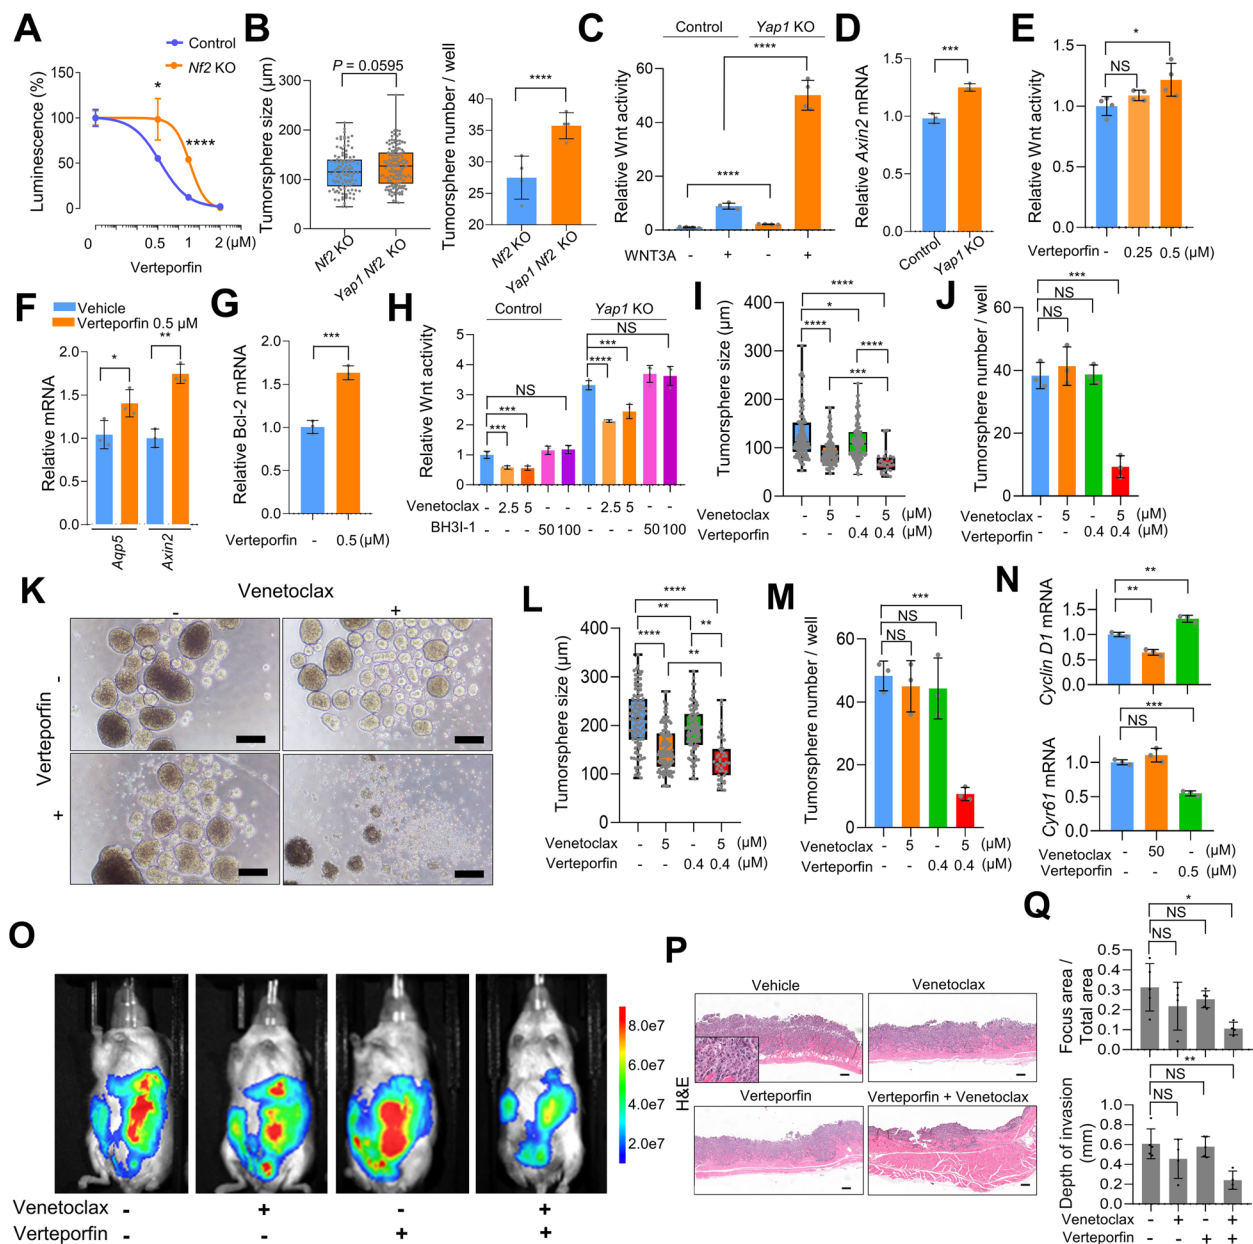 A
Control
Nf2 KO
Luminescence (%)
150
100
50
0
*
****
0
0.5
1
2 (μM)
Verteporfin
B
Tumorsphere size (μm)
300
200
100
0
P = 0.0595
Nf2 KO
Yap1 Nf2 KO
Tumorsphere number / well
40
35
30
25
20
****
Nf2 KO
Yap1 Nf2 KO
C
Control
Yap1 KO
Relative Wnt activity
60
40
20
0
****
****
WNT3A
- + - +
D
Relative Axin2 mRNA
1.5
1.0
0.5
0.0
***
Control
Yap1 KO
E
Relative Wnt activity
1.5
1.0
0.5
0.0
*
NS
Verteporfin - 0.25 0.5 (μM)
F
Vehicle
Verteporfin 0.5 μM
Relative mRNA
2.0
1.5
1.0
0.5
0.0
*
**
Aqp5
Axin2
G
Relative Bcl-2 mRNA
2.0
1.5
1.0
0.5
0.0
***
Verteporfin - 0.5 (μM)
H
Control
Yap1 KO
Relative Wnt activity
5
4
3
2
1
0
NS
***
***
NS
***
****
Venetoclax - 2.5 5 - - - 2.5 5 - -
BH3I-1 - - - 50 100 - - - 50 100
I
Tumorsphere size (μm)
400
300
200
100
0
****
*
****
****
***
Venetoclax - 5 - 5 (μM)
Verteporfin - - 0.4 0.4 (μM)
J
Tumorsphere number / well
60
40
20
0
***
NS
NS
Venetoclax - 5 - 5 (μM)
Verteporfin - - 0.4 0.4 (μM)
K
Venetoclax
- +
Verteporfin
-
+
L
Tumorsphere size (μm)
400
300
200
100
0
****
**
****
**
**
Venetoclax - 5 - 5 (μM)
Verteporfin - - 0.4 0.4 (μM)
M
Tumorsphere number / well
60
40
20
0
***
NS
NS
Venetoclax - 5 - 5 (μM)
Verteporfin - - 0.4 0.4 (μM)
N
Cyclin D1 mRNA
1.5
1.0
0.5
0.0
**
**
Cyr61 mRNA
1.0
0.5
0.0
***
NS
Venetoclax - 50 - (μM)
Verteporfin - - 0.5 (μM)
O
8.0e7
6.0e7
4.0e7
2.0e7
Venetoclax - + - +
Verteporfin - - + +
P
H&E
Vehicle
Venetoclax
Verteporfin
Verteporfin + Venetoclax
Q
Focus area /
Total area
0.5
0.4
0.3
0.2
0.1
0.0
*
NS
NS
Depth of invasion
(mm)
1.0
0.8
0.6
0.4
0.2
0.0
**
NS
NS
Venetoclax - + - +
Verteporfin - - + +